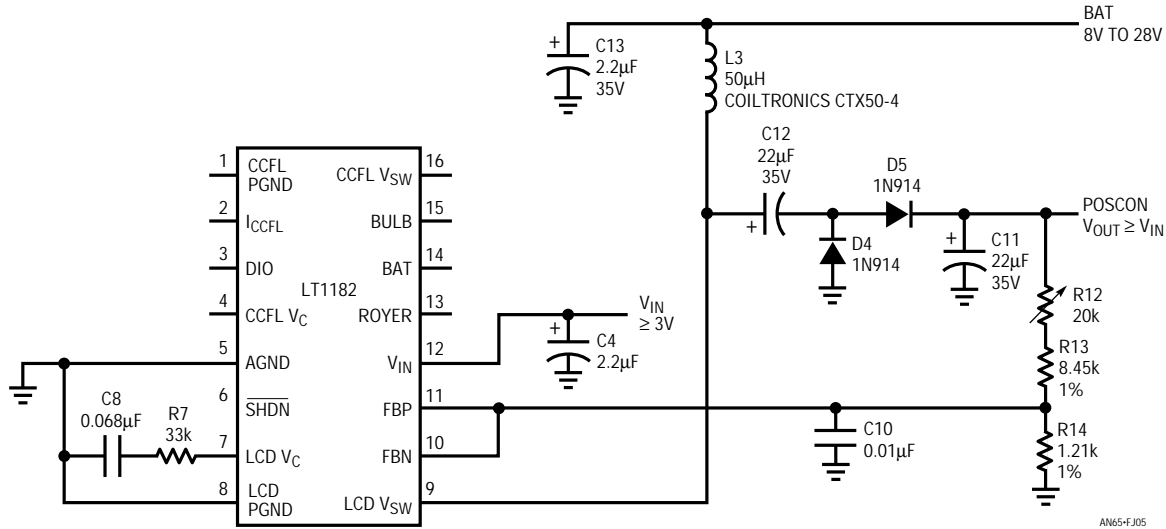 BAT
8V TO 28V
C13
2.2µF
35V
L3
50µH
COILTRONICS CTX50-4
C12
22µF
35V
D5
1N914
POSCON
V_OUT ≥ V_IN
D4
1N914
C11
22µF
35V
R12
20k
R13
8.45k
1%
R14
1.21k
1%
C10
0.01µF
V_IN
≥ 3V
C4
2.2µF
LT1182
1 CCFL PGND
2 I_CCFL
3 DIO
4 CCFL V_C
5 AGND
6 S̅H̅D̅N̅
7 LCD V_C
8 LCD PGND
16 CCFL V_SW
15 BULB
14 BAT
13 ROYER
12 V_IN
11 FBP
10 FBN
9 LCD V_SW
C8
0.068µF
R7
33k
AN65•FJ05